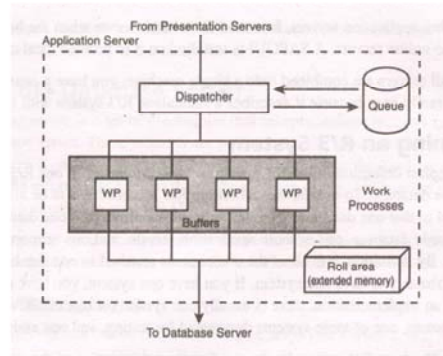 From Presentation Servers
Application Server
Dispatcher
Queue
WP WP WP WP
Work
Processes
Buffers
Roll area
(extended memory)
To Database Server